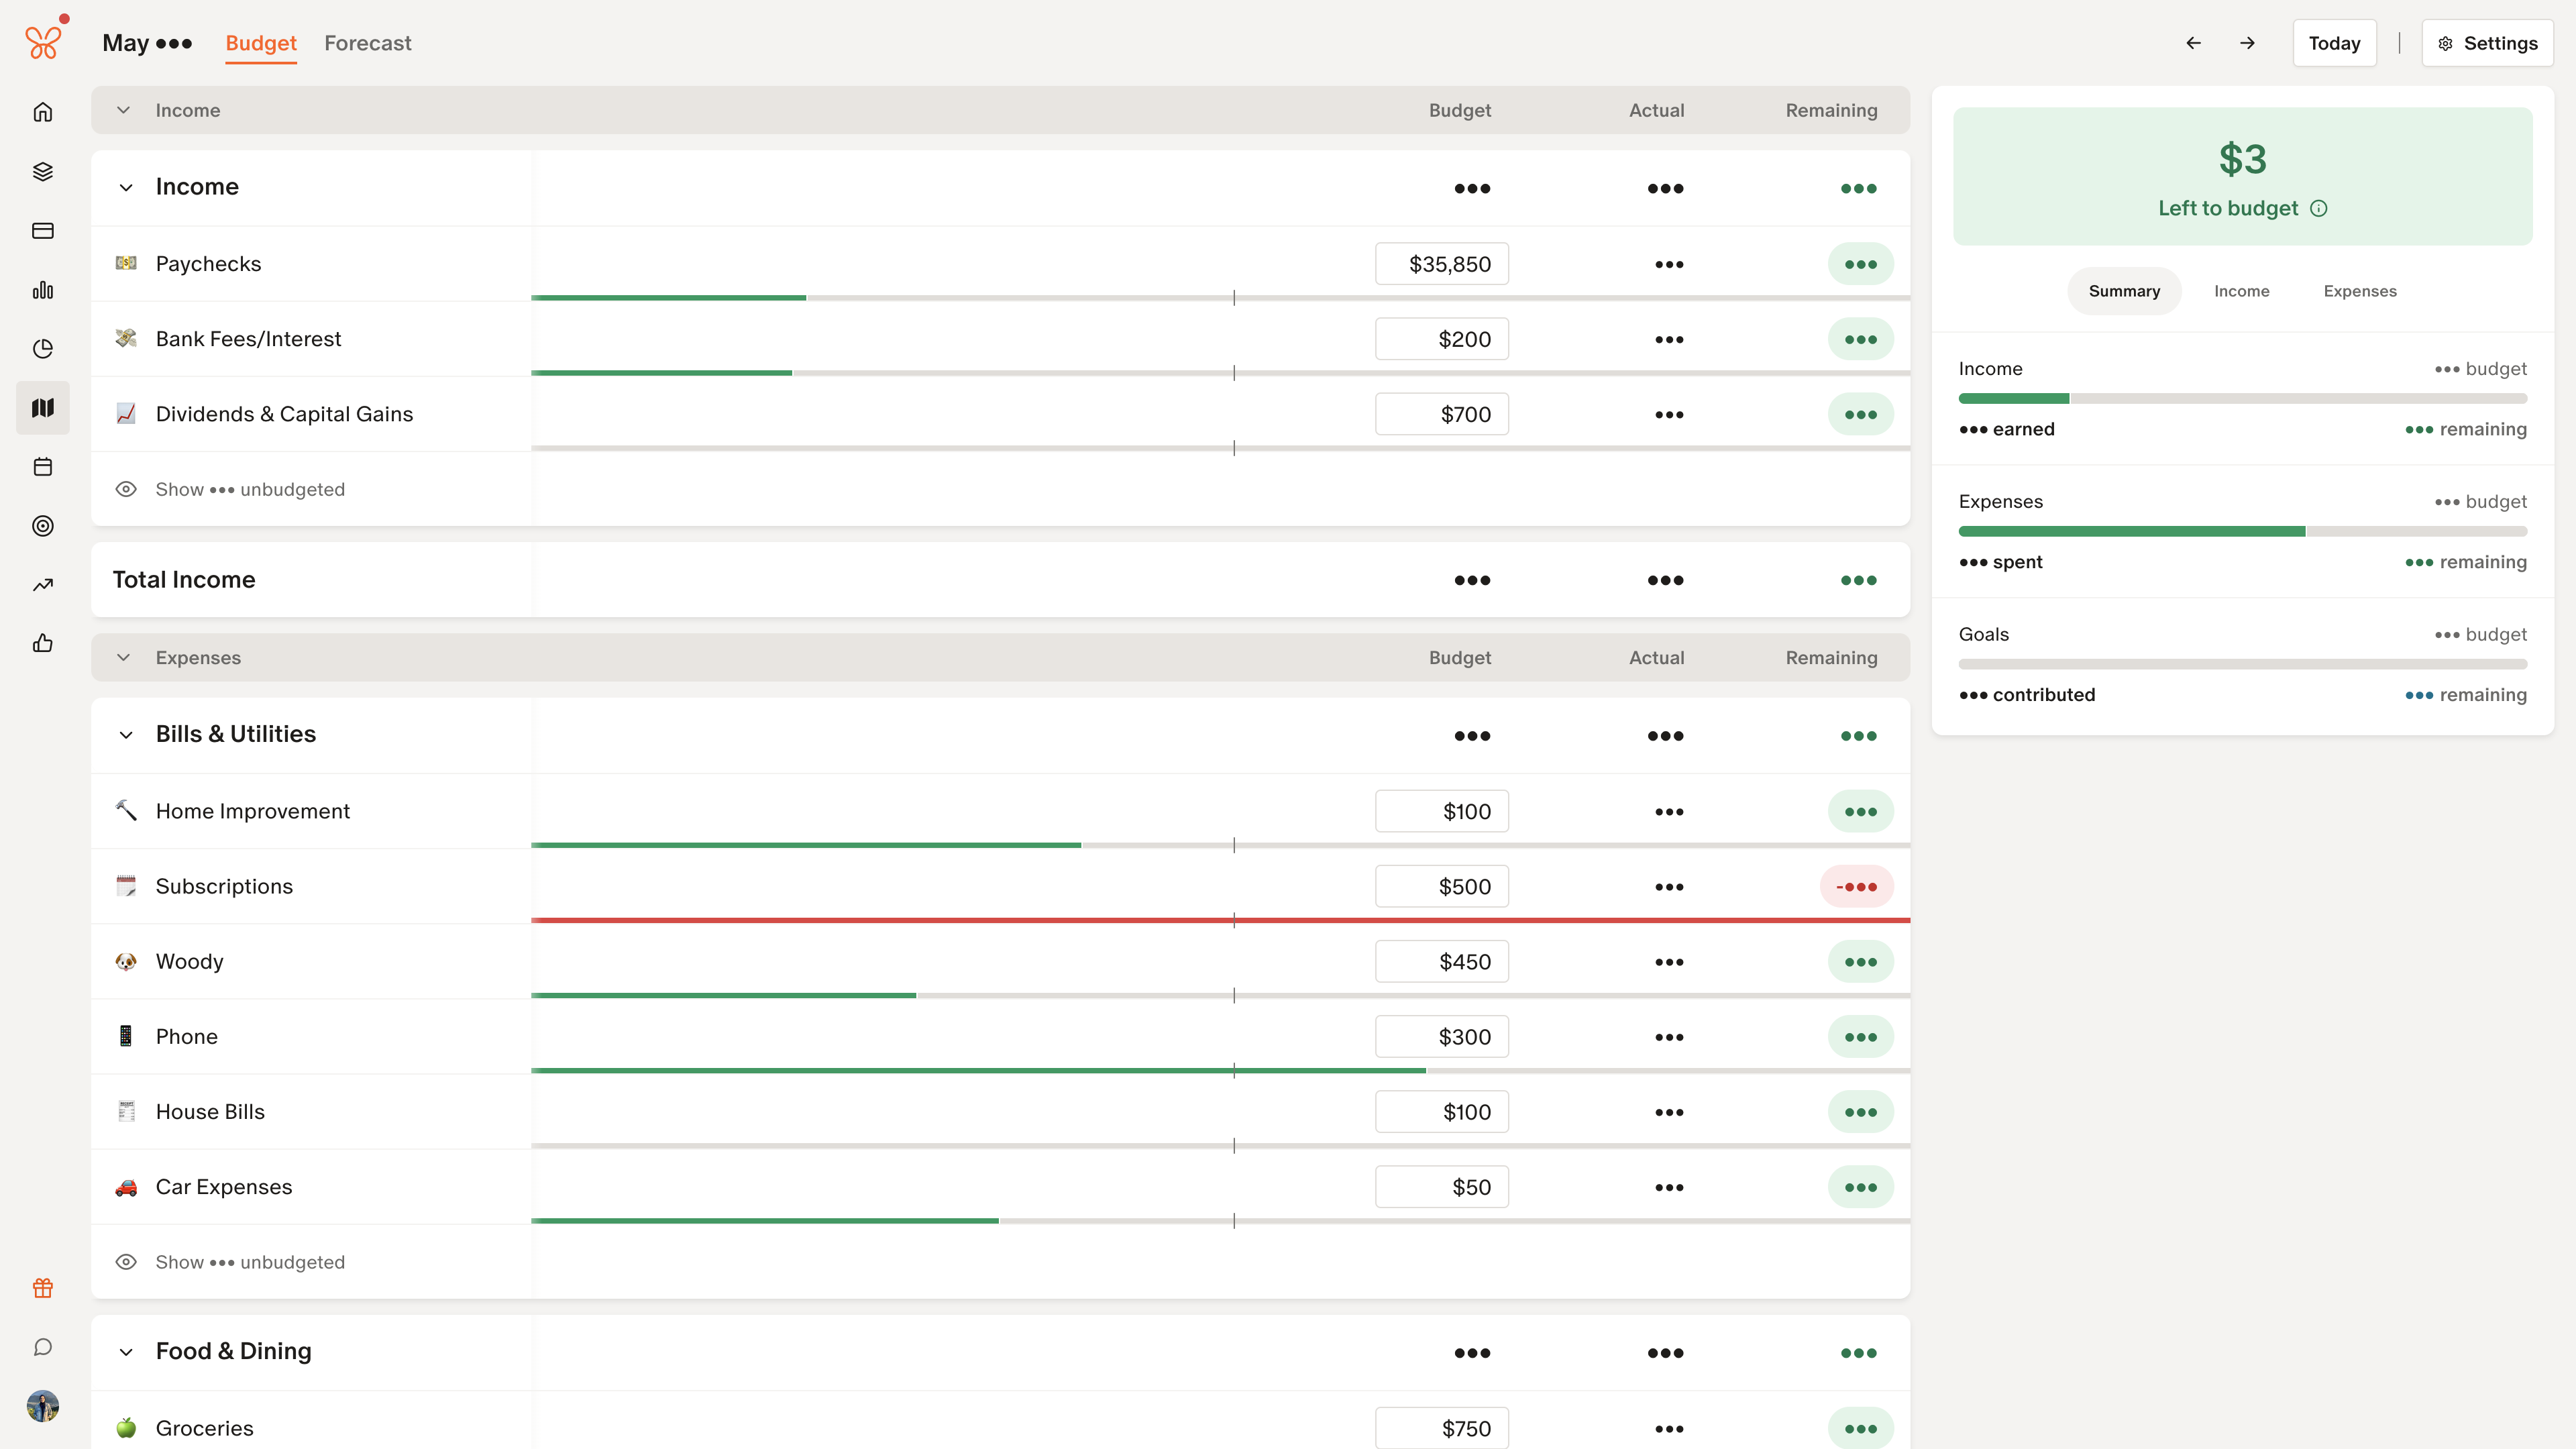 May ••• Budget Forecast Today Settings
Income Budget Actual Remaining
Income ••• ••• •••
Paychecks $35,850 ••• •••
Bank Fees/Interest $200 ••• •••
Dividends & Capital Gains $700 ••• •••
Show ••• unbudgeted
Total Income ••• ••• •••
Expenses Budget Actual Remaining
Bills & Utilities ••• ••• •••
Home Improvement $100 ••• •••
Subscriptions $500 ••• -•••
Woody $450 ••• •••
Phone $300 ••• •••
House Bills $100 ••• •••
Car Expenses $50 ••• •••
Show ••• unbudgeted
Food & Dining ••• ••• •••
Groceries $750 ••• •••
$3
Left to budget
Summary Income Expenses
Income ••• budget
••• earned ••• remaining
Expenses ••• budget
••• spent ••• remaining
Goals ••• budget
••• contributed ••• remaining